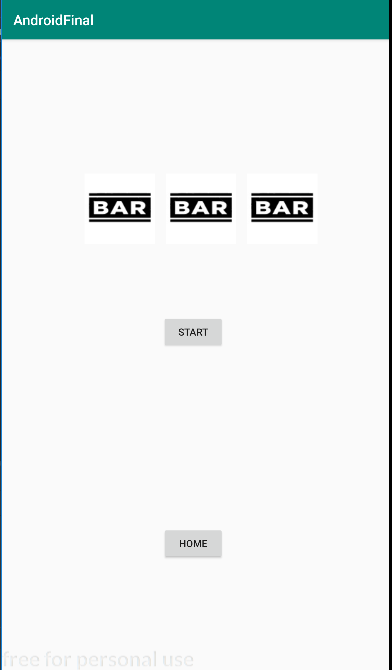 AndroidFinal
BAR BAR BAR
START
HOME
free for personal use